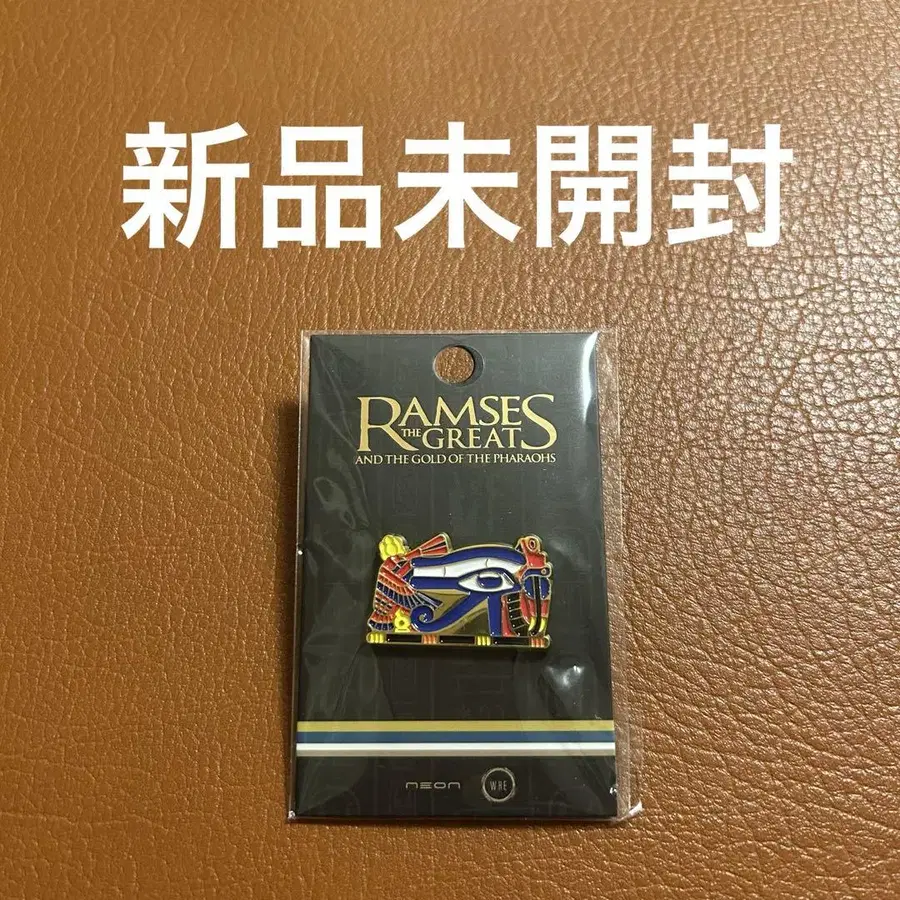 新品未開封
RAMSES
THE GREAT
AND THE GOLD OF THE PHARAOHS
NEON
WHE